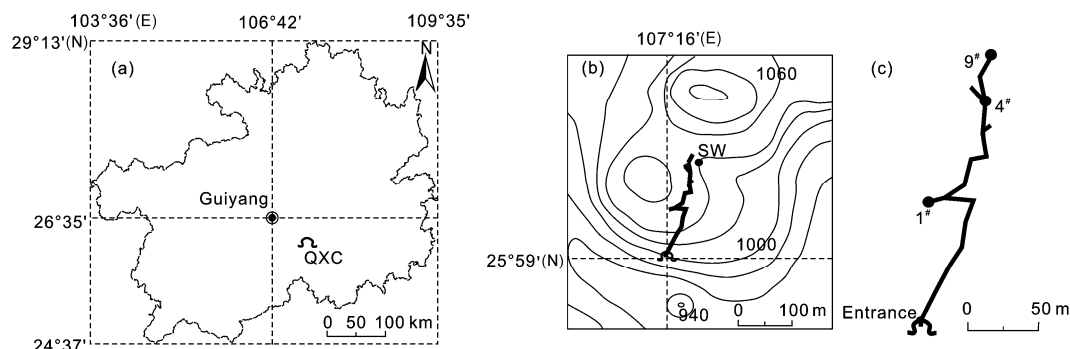 103°36'(E) 106°42' 109°35'
29°13'(N)
(a)
N
Guiyang
26°35'
QXC
0 50 100 km
24°37'
107°16'(E)
(b)
1060
SW
1000
25°59'(N)
940
0 100 m
(c)
9#
4#
1#
Entrance
0 50 m